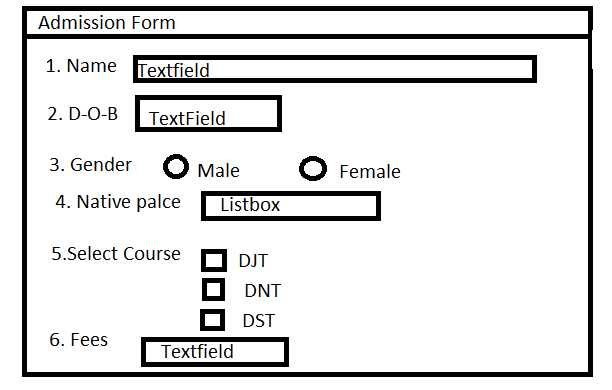 Admission Form
1. Name Textfield
2. D-O-B TextField
3. Gender Male Female
4. Native palce Listbox
5.Select Course DJT
DNT
DST
6. Fees Textfield